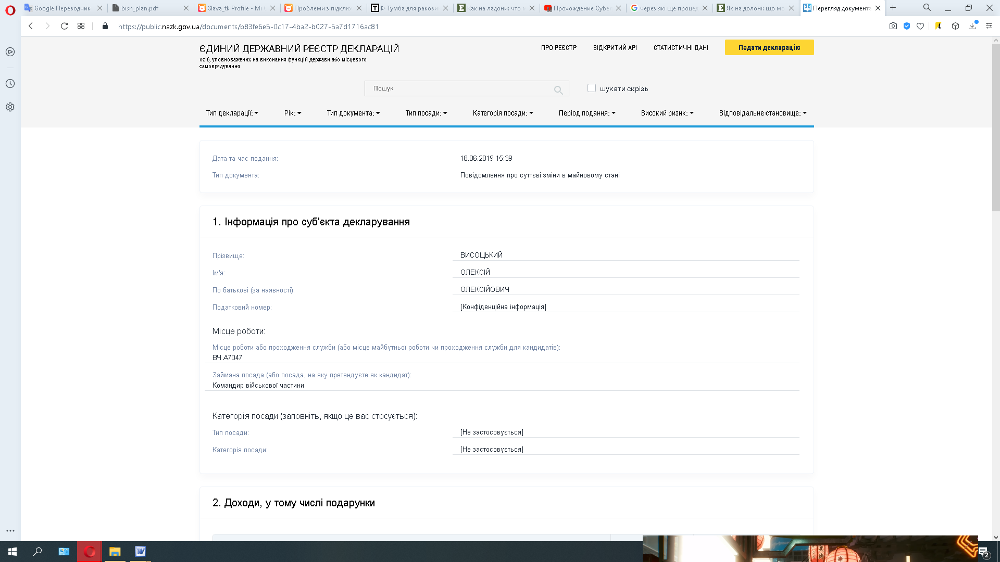 Google Переводчик
bisn_plan.pdf
Slava_tk Profile - Mi C
Проблеми з підклю
▷ Тумба для ракови
Как на ладони: что м
Прохождение Cyber
через які ще процед
Як на долоні: що мо
Перегляд документа
https://public.nazk.gov.ua/documents/b83fe6e5-0c17-4ba2-b027-5a7d1716ac81
ЄДИНИЙ ДЕРЖАВНИЙ РЕЄСТР ДЕКЛАРАЦІЙ
осіб, уповноважених на виконання функцій держави або місцевого
самоврядування
ПРО РЕЄСТР
ВІДКРИТИЙ АРІ
СТАТИСТИЧНІ ДАНІ
Подати декларацію
Пошук
шукати скрізь
Тип декларації:
Рік:
Тип документа:
Тип посади:
Категорія посади:
Період подання:
Високий ризик:
Відповідальне становище:
Дата та час подання:
18.06.2019 15:39
Тип документа:
Повідомлення про суттєві зміни в майновому стані
1. Інформація про суб'єкта декларування
Прізвище:
ВИСОЦЬКИЙ
Ім'я:
ОЛЕКСІЙ
По батькові (за наявності):
ОЛЕКСІЙОВИЧ
Податковий номер:
[Конфіденційна інформація]
Місце роботи:
Місце роботи або проходження служби (або місце майбутньої роботи чи проходження служби для кандидатів):
ВЧ А7047
Займана посада (або посада, на яку претендуєте як кандидат):
Командир військової частини
Категорія посади (заповніть, якщо це вас стосується):
Тип посади:
[Не застосовується]
Категорія посади:
[Не застосовується]
2. Доходи, у тому числі подарунки
2